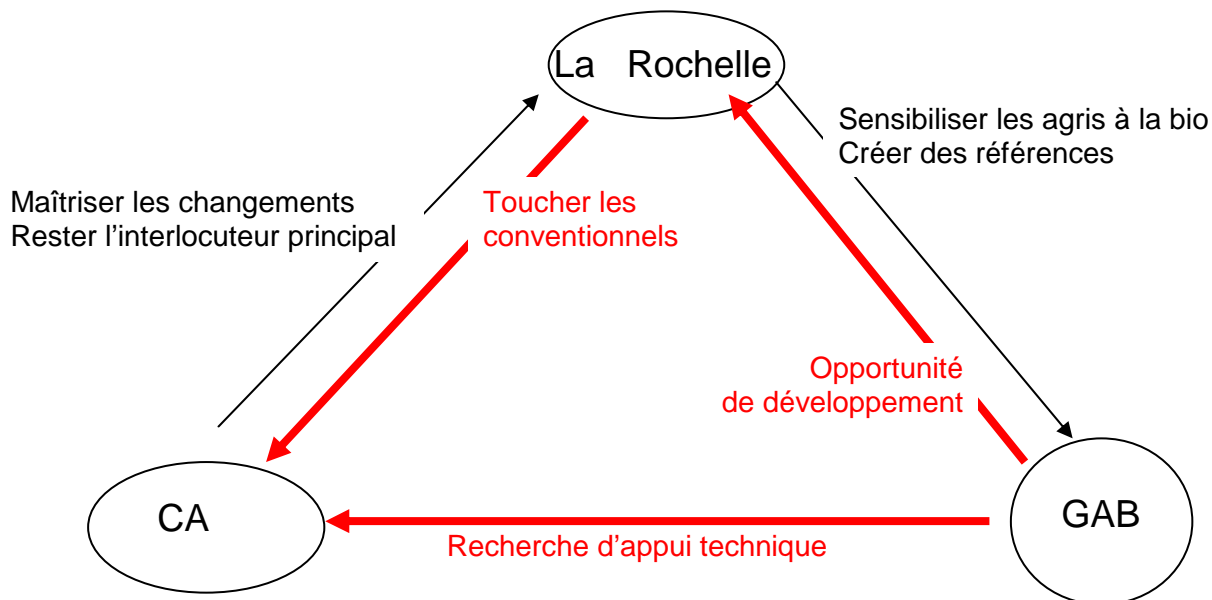 La Rochelle
Sensibiliser les agris à la bio
Créer des références
Maîtriser les changements
Rester l'interlocuteur principal
Toucher les
conventionnels
Opportunité
de développement
CA
GAB
Recherche d'appui technique